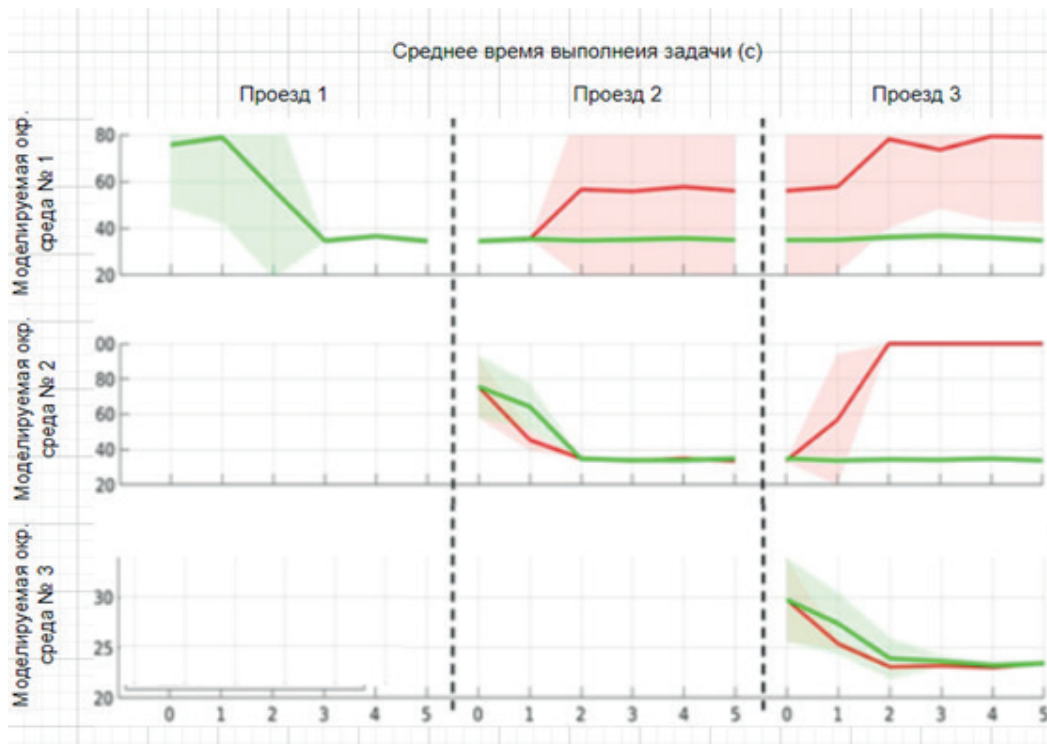 Среднее время выполнеия задачи (с)
Проезд 1 Проезд 2 Проезд 3
Моделируемая окр.
среда № 1
80
60
40
20
Моделируемая окр.
среда № 2
00
80
60
40
20
Моделируемая окр.
среда № 3
30
25
20
0 1 2 3 4 5 0 1 2 3 4 5 0 1 2 3 4 5